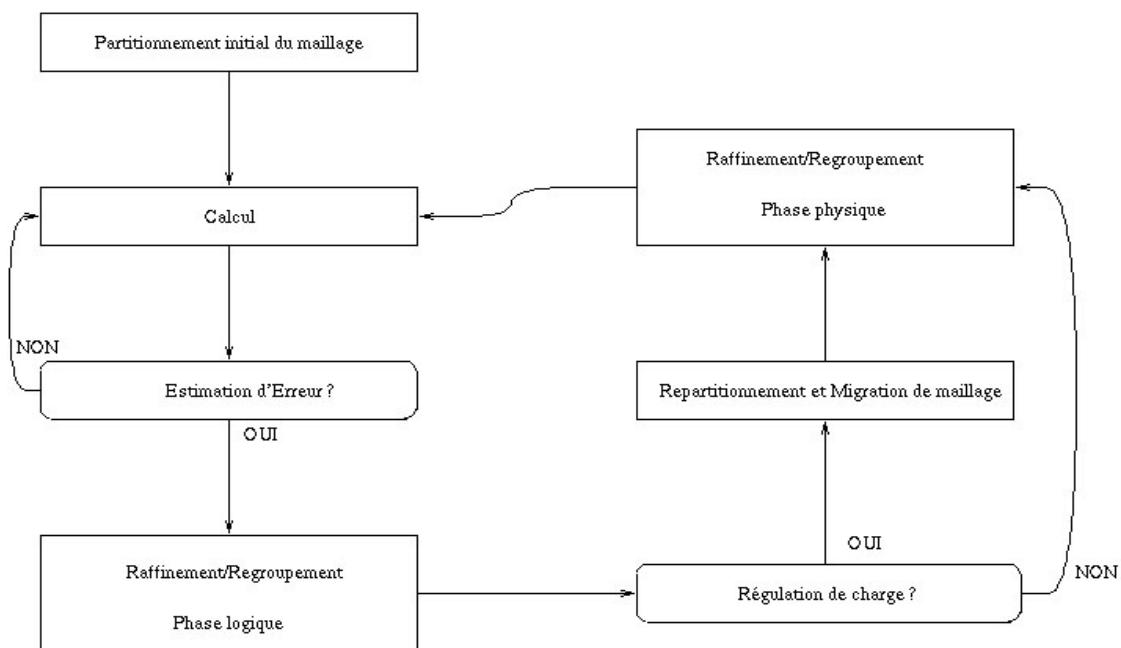 Partitionnement initial du maillage
Calcul
NON
Estimation d'Erreur ?
OUI
Raffinement/Regroupement
Phase logique
Raffinement/Regroupement
Phase physique
Repartitionnement et Migration de maillage
OUI
NON
Régulation de charge ?